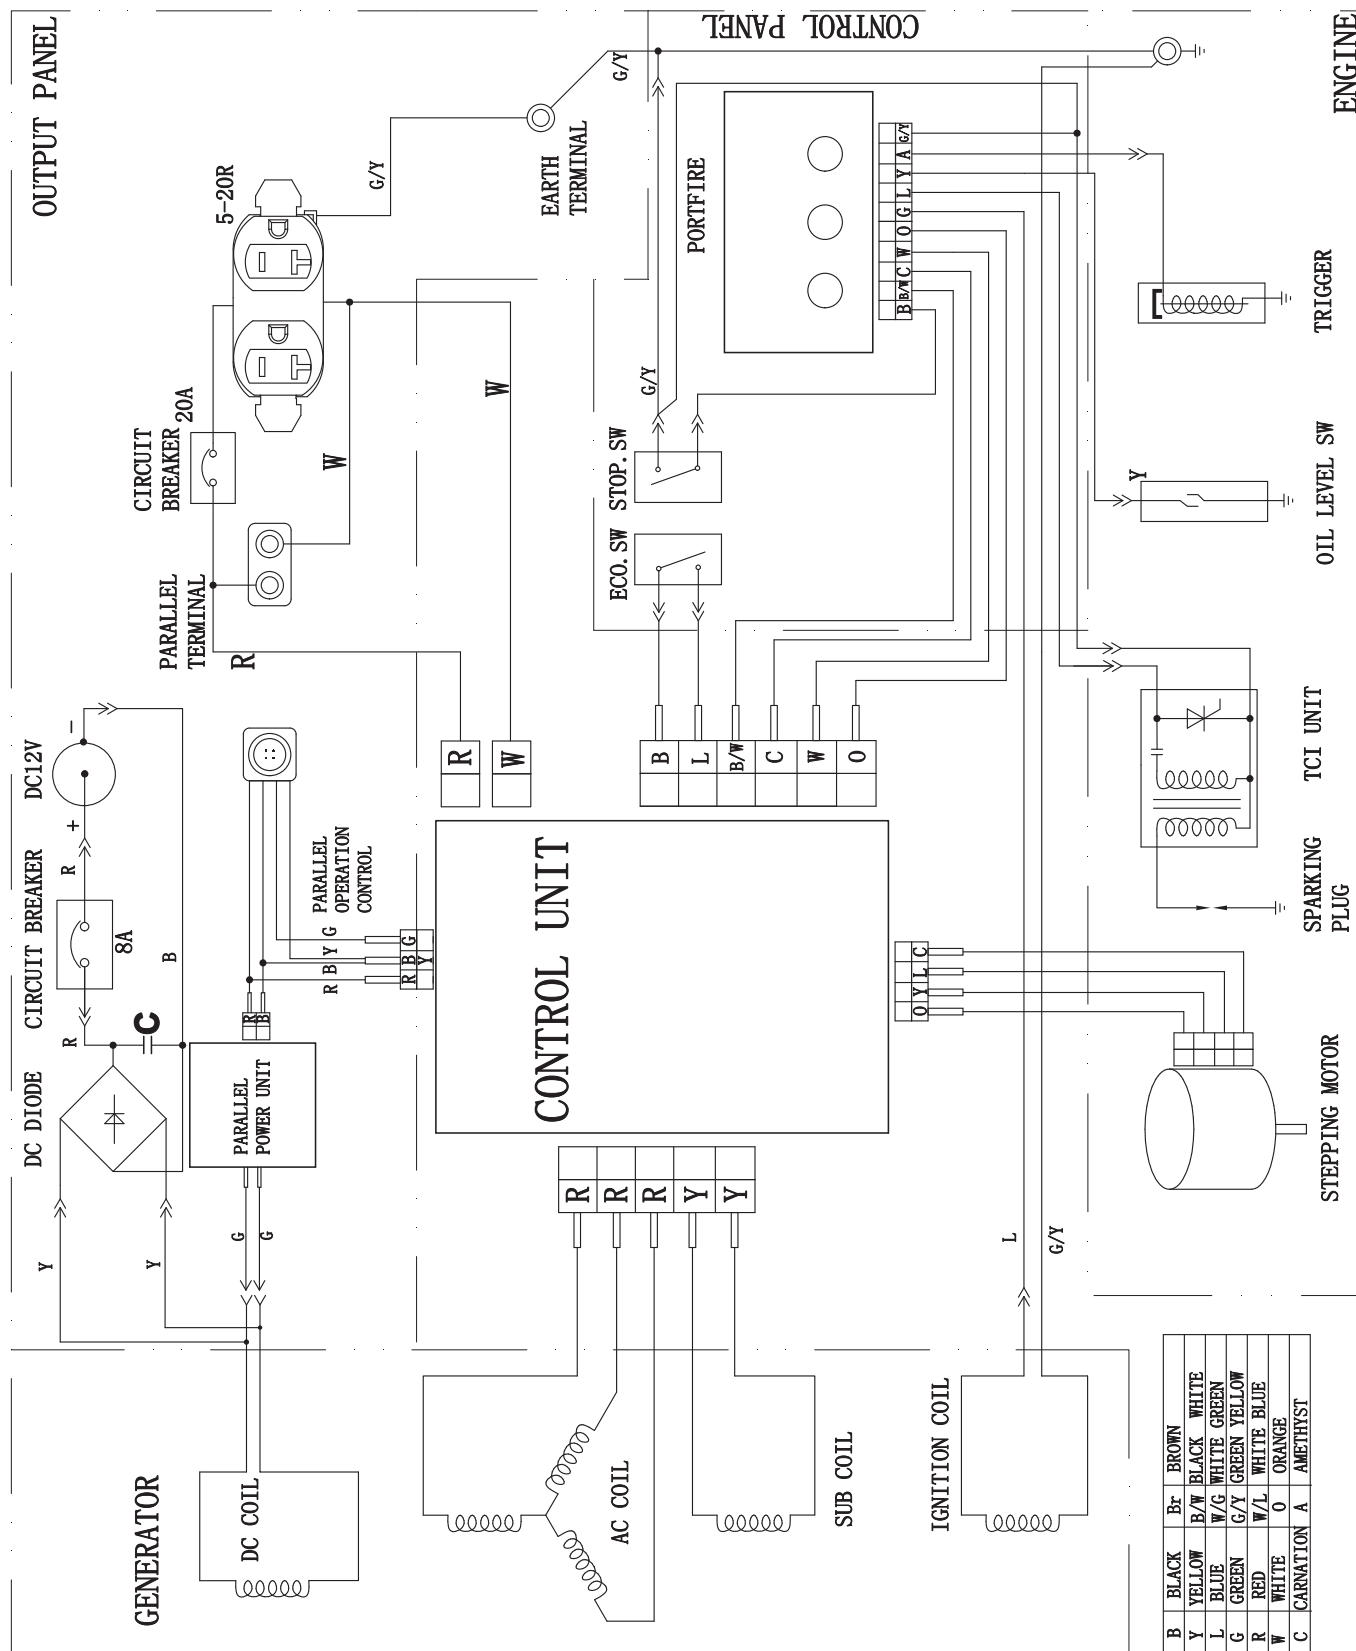 OUTPUT PANEL
CONTROL PANEL
ENGINE
GENERATOR
5-20R
G/Y
EARTH
TERMINAL
G/Y
CIRCUIT
BREAKER 20A
W
W
PARALLEL
TERMINAL
R
DC12V
-
+
R
CIRCUIT BREAKER
8A
B
R
C
DC DIODE
Y
Y
PARALLEL
OPERATION
CONTROL
R
B
Y
G
R
B
Y
G
R
B
PARALLEL
POWER UNIT
G
G
DC COIL
R
W
CONTROL UNIT
B
L
B/W
C
W
O
R
R
R
Y
Y
O
Y
L
C
PORTFIRE
B
B/W
C
W
O
G
L
Y
A
G/Y
G/Y
STOP.SW
ECO.SW
TRIGGER
Y
OIL LEVEL SW
TCI UNIT
SPARKING
PLUG
STEPPING MOTOR
AC COIL
SUB COIL
IGNITION COIL
L
G/Y
B BLACK Br BROWN
Y YELLOW B/W BLACK WHITE
L BLUE W/G WHITE GREEN
G GREEN G/Y GREEN YELLOW
R RED W/L WHITE BLUE
W WHITE O ORANGE
C CARNATION A AMETHYST